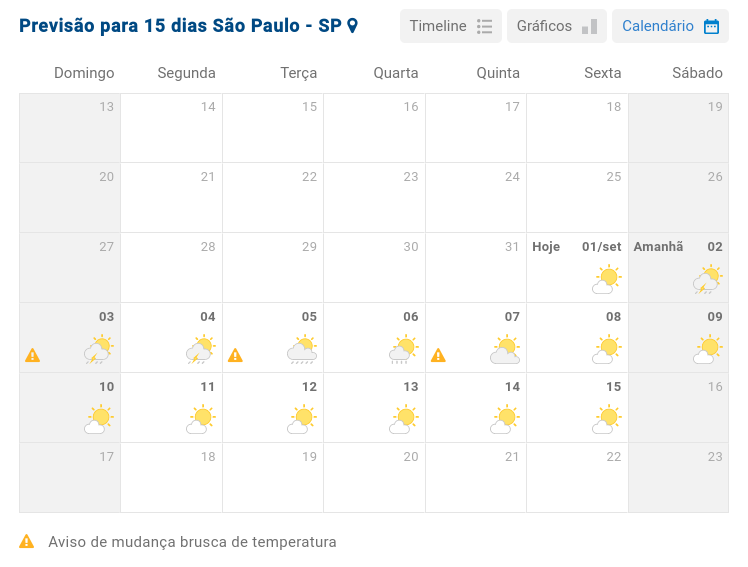 Previsão para 15 dias São Paulo - SP
Timeline
Gráficos
Calendário
Domingo Segunda Terça Quarta Quinta Sexta Sábado
13 14 15 16 17 18 19
20 21 22 23 24 25 26
27 28 29 30 31 Hoje 01/set Amanhã 02
03 04 05 06 07 08 09
10 11 12 13 14 15 16
17 18 19 20 21 22 23
Aviso de mudança brusca de temperatura